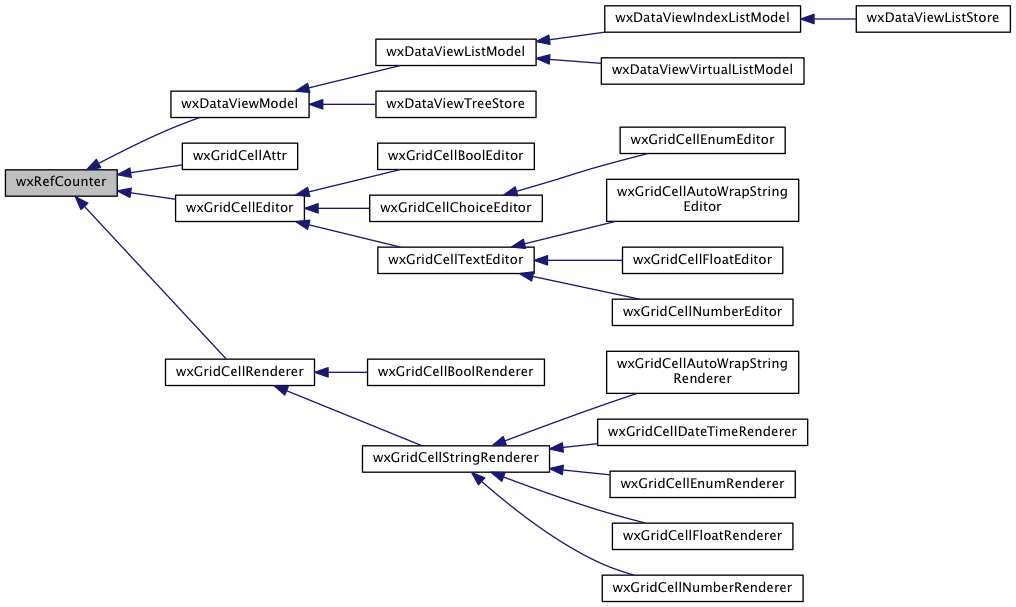 wxRefCounter
wxDataViewModel
wxGridCellAttr
wxGridCellEditor
wxGridCellRenderer
wxDataViewListModel
wxDataViewTreeStore
wxGridCellBoolEditor
wxGridCellChoiceEditor
wxGridCellTextEditor
wxGridCellBoolRenderer
wxGridCellStringRenderer
wxDataViewIndexListModel
wxDataViewVirtualListModel
wxGridCellEnumEditor
wxGridCellAutoWrapString
Editor
wxGridCellFloatEditor
wxGridCellNumberEditor
wxGridCellAutoWrapString
Renderer
wxGridCellDateTimeRenderer
wxGridCellEnumRenderer
wxGridCellFloatRenderer
wxGridCellNumberRenderer
wxDataViewListStore